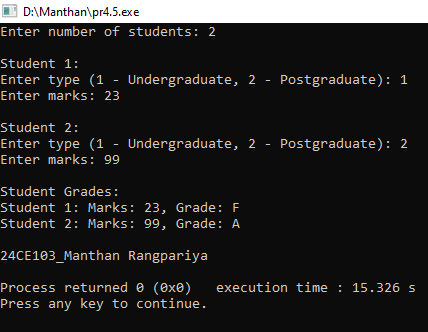 D:\Manthan\pr4.5.exe
Enter number of students: 2
Student 1:
Enter type (1 - Undergraduate, 2 - Postgraduate): 1
Enter marks: 23
Student 2:
Enter type (1 - Undergraduate, 2 - Postgraduate): 2
Enter marks: 99
Student Grades:
Student 1: Marks: 23, Grade: F
Student 2: Marks: 99, Grade: A
24CE103_Manthan Rangpariya
Process returned 0 (0x0)   execution time : 15.326 s
Press any key to continue.